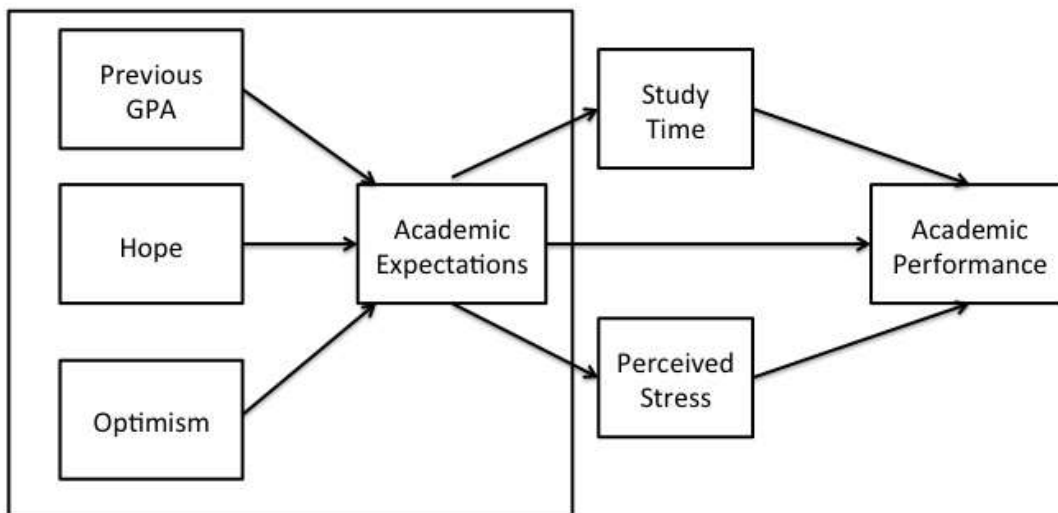 Previous
GPA
Hope
Optimism
Academic
Expectations
Study
Time
Perceived
Stress
Academic
Performance